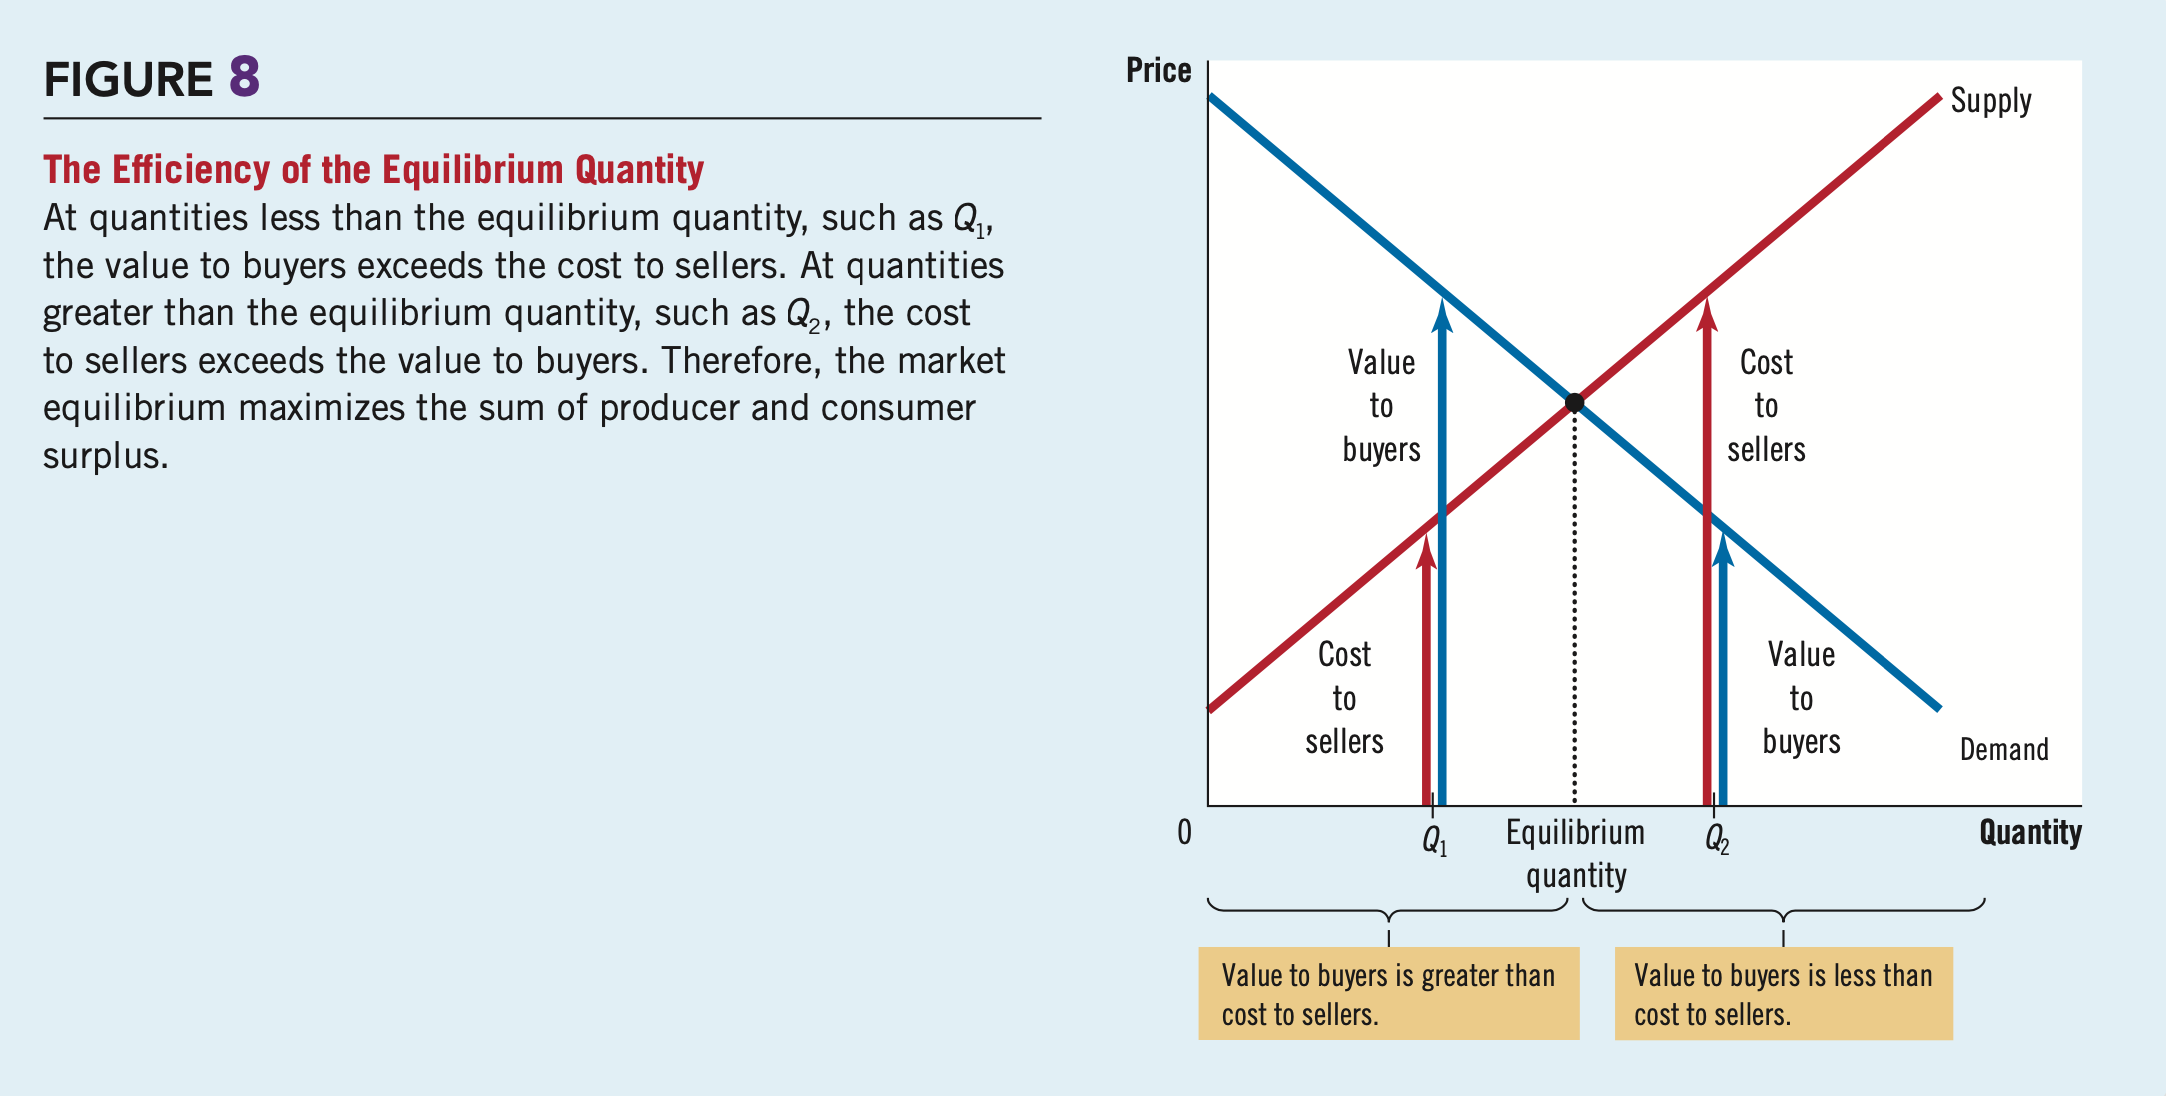 FIGURE 8
The Efficiency of the Equilibrium Quantity
At quantities less than the equilibrium quantity, such as Q1,
the value to buyers exceeds the cost to sellers. At quantities
greater than the equilibrium quantity, such as Q2, the cost
to sellers exceeds the value to buyers. Therefore, the market
equilibrium maximizes the sum of producer and consumer
surplus.
Price
Supply
Value
to
buyers
Cost
to
sellers
Cost
to
sellers
Value
to
buyers
Demand
0
Q1
Equilibrium
quantity
Q2
Quantity
Value to buyers is greater than
cost to sellers.
Value to buyers is less than
cost to sellers.